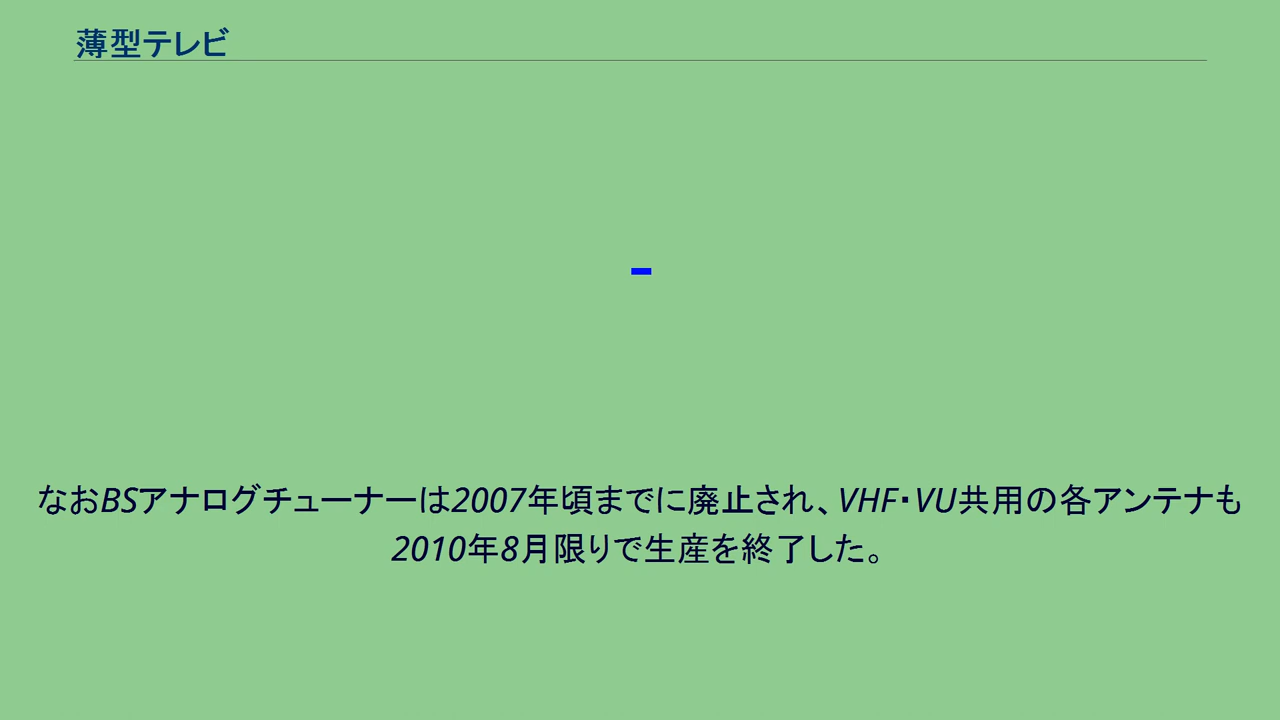 薄型テレビ
-
なおBSアナログチューナーは2007年頃までに廃止され、VHF・VU共用の各アンテナも
2010年8月限りで生産を終了した。